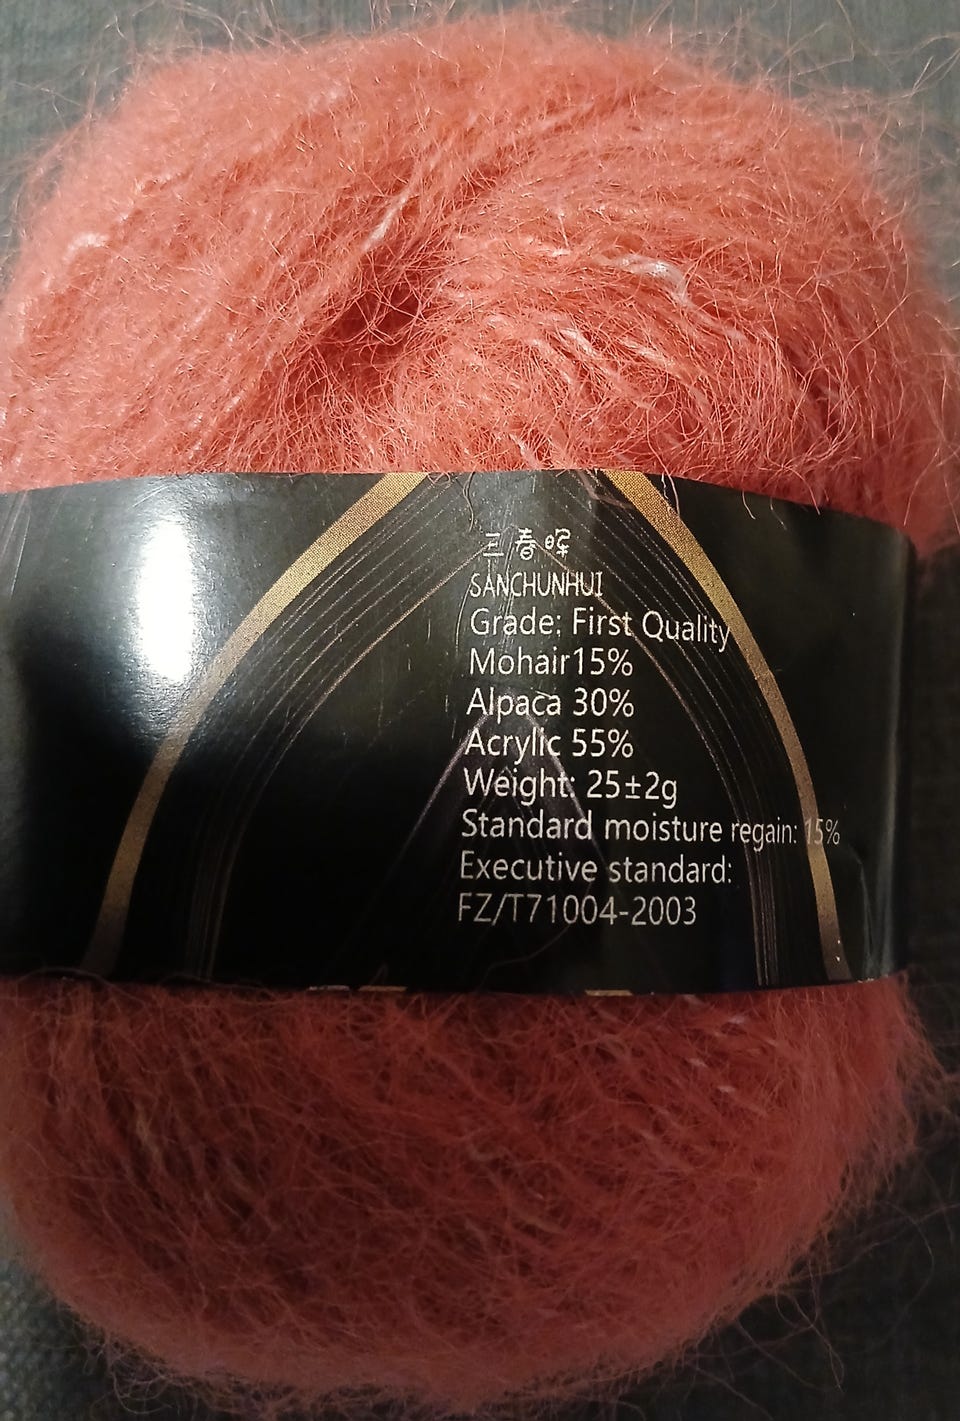 三春晖
SANCHUNHUI
Grade: First Quality
Mohair15%
Alpaca 30%
Acrylic 55%
Weight: 25±2g
Standard moisture regain: 15%
Executive standard:
FZ/T71004-2003